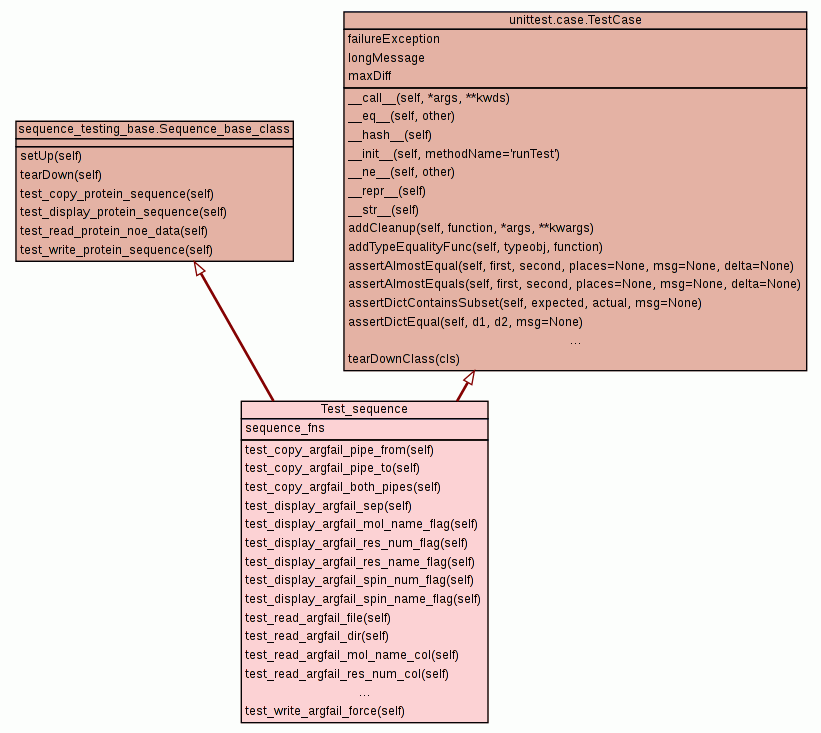 unittest.case.TestCase
failureException
longMessage
maxDiff
__call__(self, *args, **kwds)
__eq__(self, other)
__hash__(self)
__init__(self, methodName='runTest')
__ne__(self, other)
__repr__(self)
__str__(self)
addCleanup(self, function, *args, **kwargs)
addTypeEqualityFunc(self, typeobj, function)
assertAlmostEqual(self, first, second, places=None, msg=None, delta=None)
assertAlmostEquals(self, first, second, places=None, msg=None, delta=None)
assertDictContainsSubset(self, expected, actual, msg=None)
assertDictEqual(self, d1, d2, msg=None)
...
tearDownClass(cls)
sequence_testing_base.Sequence_base_class
setUp(self)
tearDown(self)
test_copy_protein_sequence(self)
test_display_protein_sequence(self)
test_read_protein_noe_data(self)
test_write_protein_sequence(self)
Test_sequence
sequence_fns
test_copy_argfail_pipe_from(self)
test_copy_argfail_pipe_to(self)
test_copy_argfail_both_pipes(self)
test_display_argfail_sep(self)
test_display_argfail_mol_name_flag(self)
test_display_argfail_res_num_flag(self)
test_display_argfail_res_name_flag(self)
test_display_argfail_spin_num_flag(self)
test_display_argfail_spin_name_flag(self)
test_read_argfail_file(self)
test_read_argfail_dir(self)
test_read_argfail_mol_name_col(self)
test_read_argfail_res_num_col(self)
...
test_write_argfail_force(self)